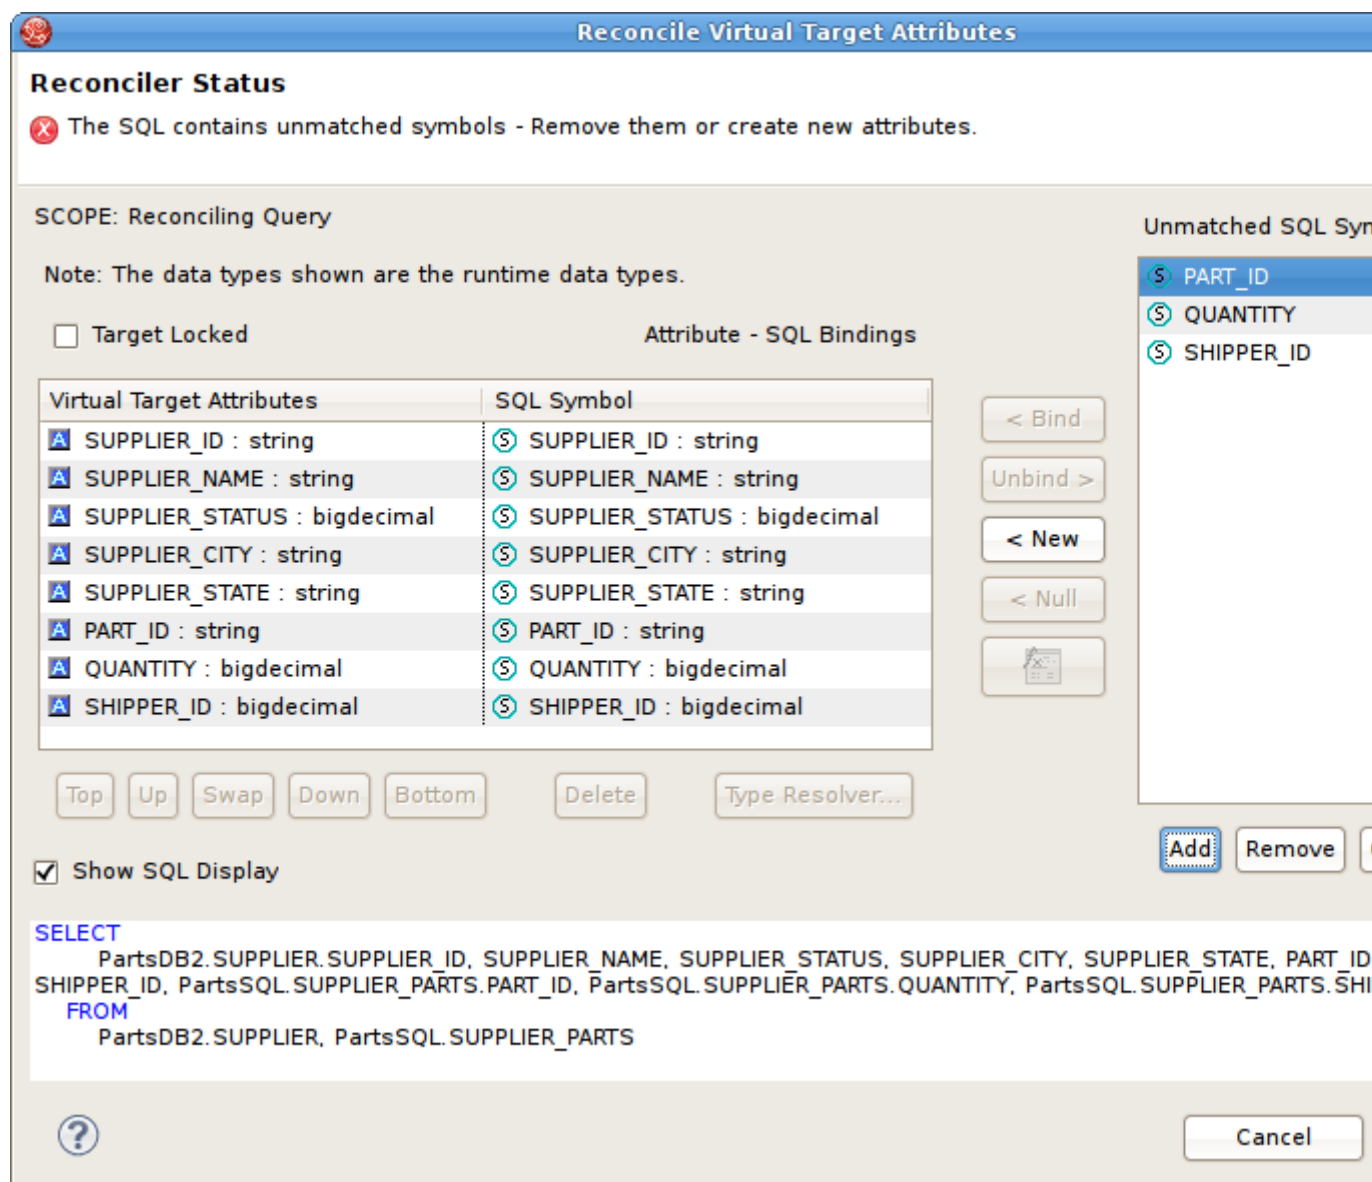 Reconcile Virtual Target Attributes
Reconciler Status
The SQL contains unmatched symbols - Remove them or create new attributes.
SCOPE: Reconciling Query
Unmatched SQL
Note: The data types shown are the runtime data types.
PART_ID
QUANTITY
SHIPPER_ID
Target Locked
Attribute - SQL Bindings
Virtual Target Attributes SQL Symbol
SUPPLIER_ID : string SUPPLIER_ID : string
SUPPLIER_NAME : string SUPPLIER_NAME : string
SUPPLIER_STATUS : bigdecimal SUPPLIER_STATUS : bigdecimal
SUPPLIER_CITY : string SUPPLIER_CITY : string
SUPPLIER_STATE : string SUPPLIER_STATE : string
PART_ID : string PART_ID : string
QUANTITY : bigdecimal QUANTITY : bigdecimal
SHIPPER_ID : bigdecimal SHIPPER_ID : bigdecimal
< Bind
Unbind >
< New
< Null
Top Up Swap Down Bottom Delete Type Resolver...
Add Remove
Show SQL Display
SELECT
PartsDB2.SUPPLIER.SUPPLIER_ID, SUPPLIER_NAME, SUPPLIER_STATUS, SUPPLIER_CITY, SUPPLIER_STATE, PART_ID
SHIPPER_ID, PartsSQL.SUPPLIER_PARTS.PART_ID, PartsSQL.SUPPLIER_PARTS.QUANTITY, PartsSQL.SUPPLIER_PARTS.SHI
FROM
PartsDB2.SUPPLIER, PartsSQL.SUPPLIER_PARTS
Cancel